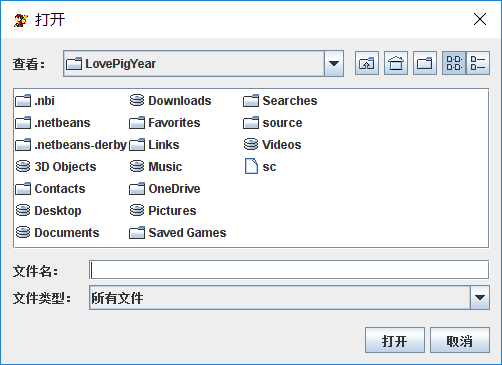 打开
查看： LovePigYear
.nbi Downloads Searches
.netbeans Favorites source
.netbeans-derby Links Videos
3D Objects Music sc
Contacts OneDrive
Desktop Pictures
Documents Saved Games
文件名：
文件类型： 所有文件
打开 取消